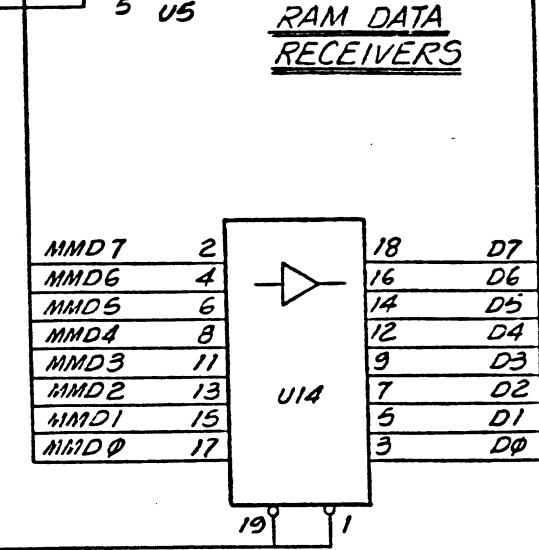 5 U5
RAM DATA
RECEIVERS
MMD7 2 18 D7
MMD6 4 16 D6
MMD5 6 14 D5
MMD4 8 12 D4
MMD3 11 9 D3
MMD2 13 U14 7 D2
MMD1 15 5 D1
MMDØ 17 3 DØ
19 1